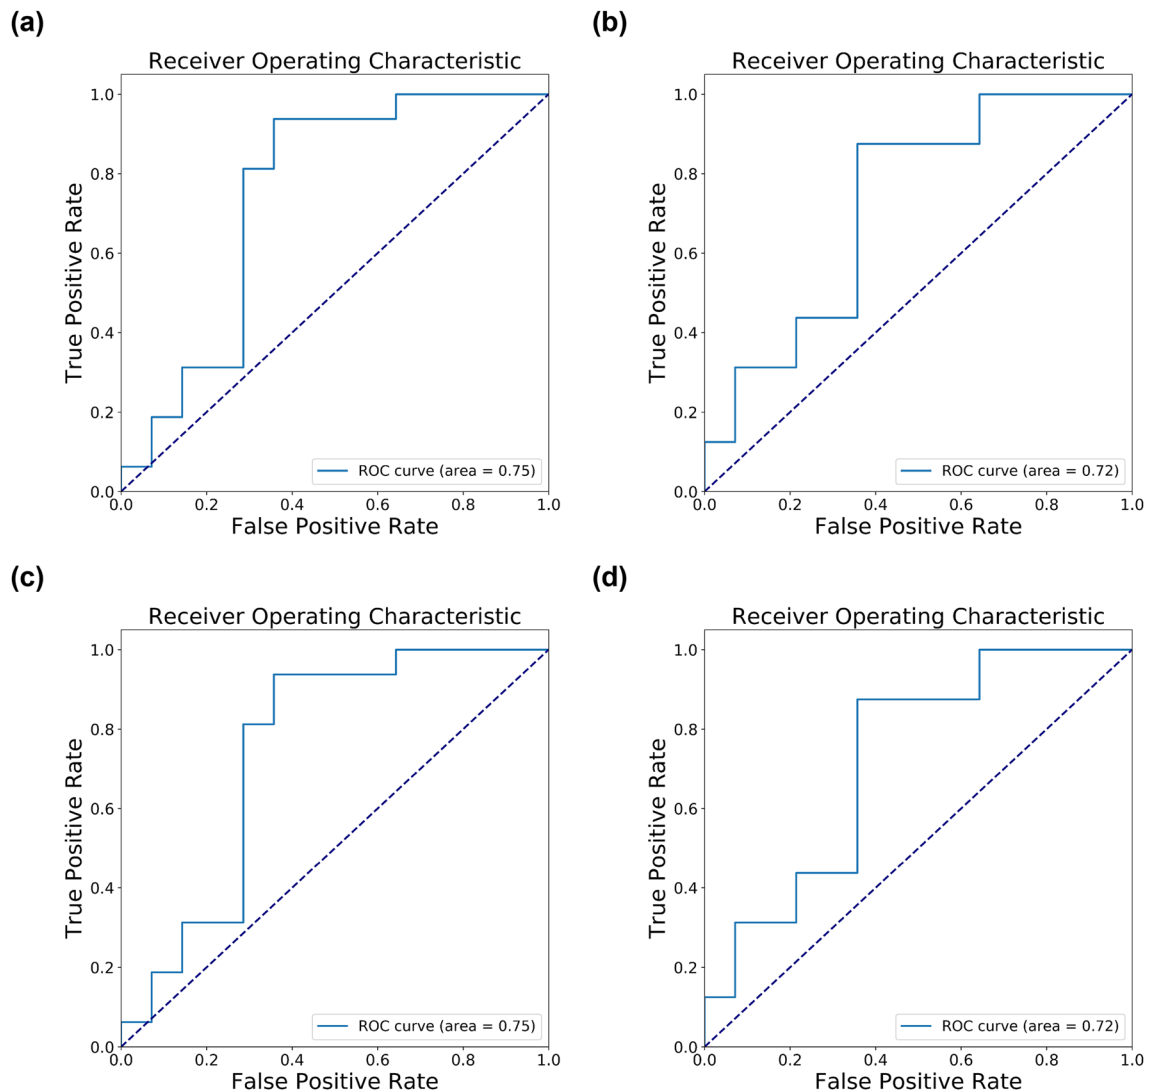 (a)
Receiver Operating Characteristic
True Positive Rate
1.0
0.8
0.6
0.4
0.2
0.0
ROC curve (area = 0.75)
0.0 0.2 0.4 0.6 0.8 1.0
False Positive Rate
(b)
Receiver Operating Characteristic
True Positive Rate
1.0
0.8
0.6
0.4
0.2
0.0
ROC curve (area = 0.72)
0.0 0.2 0.4 0.6 0.8 1.0
False Positive Rate
(c)
Receiver Operating Characteristic
True Positive Rate
1.0
0.8
0.6
0.4
0.2
0.0
ROC curve (area = 0.75)
0.0 0.2 0.4 0.6 0.8 1.0
False Positive Rate
(d)
Receiver Operating Characteristic
True Positive Rate
1.0
0.8
0.6
0.4
0.2
0.0
ROC curve (area = 0.72)
0.0 0.2 0.4 0.6 0.8 1.0
False Positive Rate